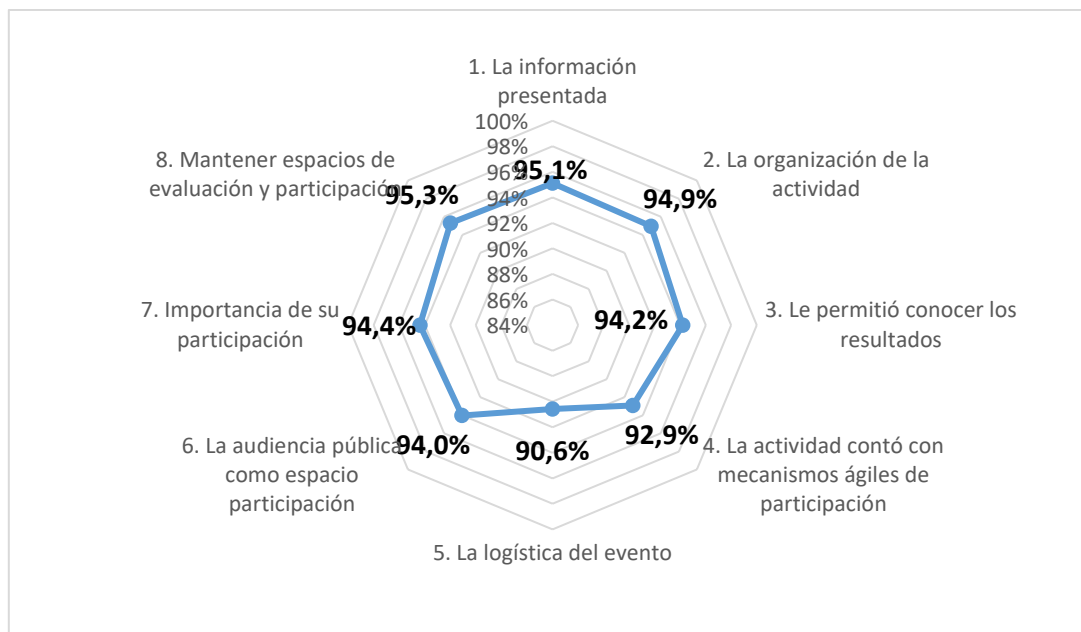 1. La información
presentada
100%
98%
96%
94%
92%
90%
88%
86%
84%
95,1%
2. La organización de la
actividad
94,9%
3. Le permitió conocer los
resultados
94,2%
4. La actividad contó con
mecanismos ágiles de
participación
92,9%
5. La logística del evento
90,6%
6. La audiencia pública
como espacio
participación
94,0%
7. Importancia de su
participación
94,4%
8. Mantener espacios de
evaluación y participación
95,3%